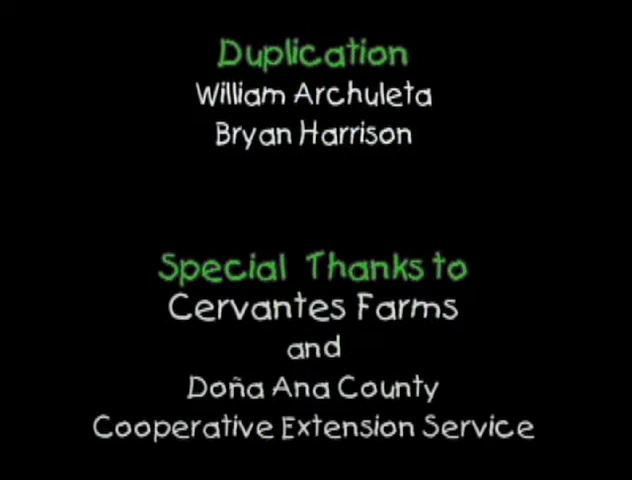 Duplication
William Archuleta
Bryan Harrison
Special Thanks to
Cervantes Farms
and
Doña Ana County
Cooperative Extension Service